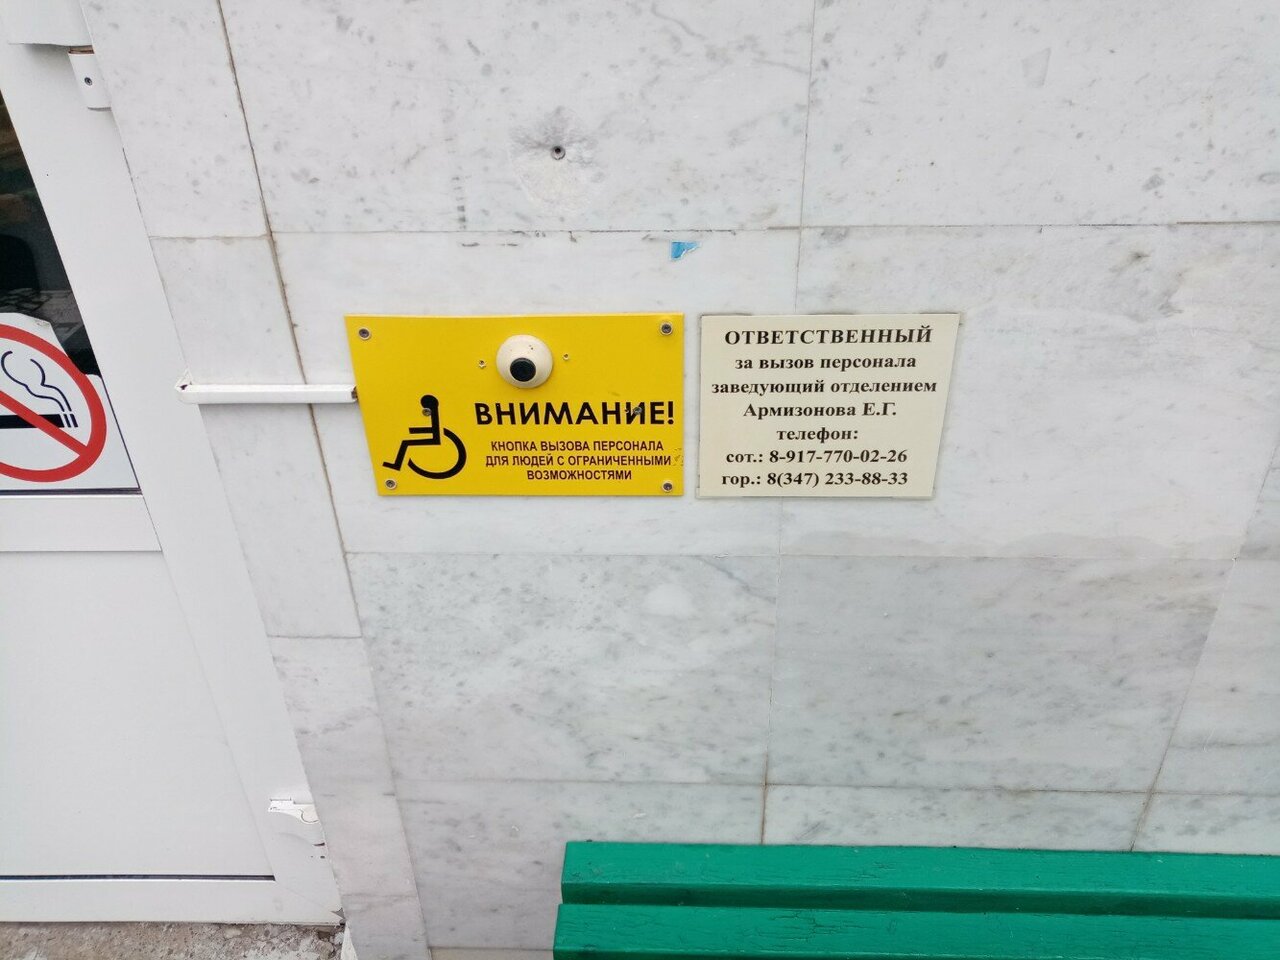 ВНИМАНИЕ!
КНОПКА ВЫЗОВА ПЕРСОНАЛА
ДЛЯ ЛЮДЕЙ С ОГРАНИЧЕННЫМИ
ВОЗМОЖНОСТЯМИ
ОТВЕТСТВЕННЫЙ
за вызов персонала
заведующий отделением
Армизонова Е.Г.
телефон:
сот.: 8-917-770-02-26
гор.: 8(347) 233-88-33